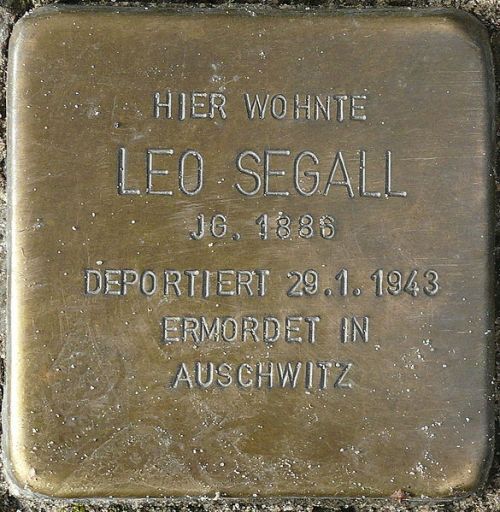 HIER WOHNTE
LEO SEGALL
JG. 1886
DEPORTIERT 29.1.1943
ERMORDET IN
AUSCHWITZ